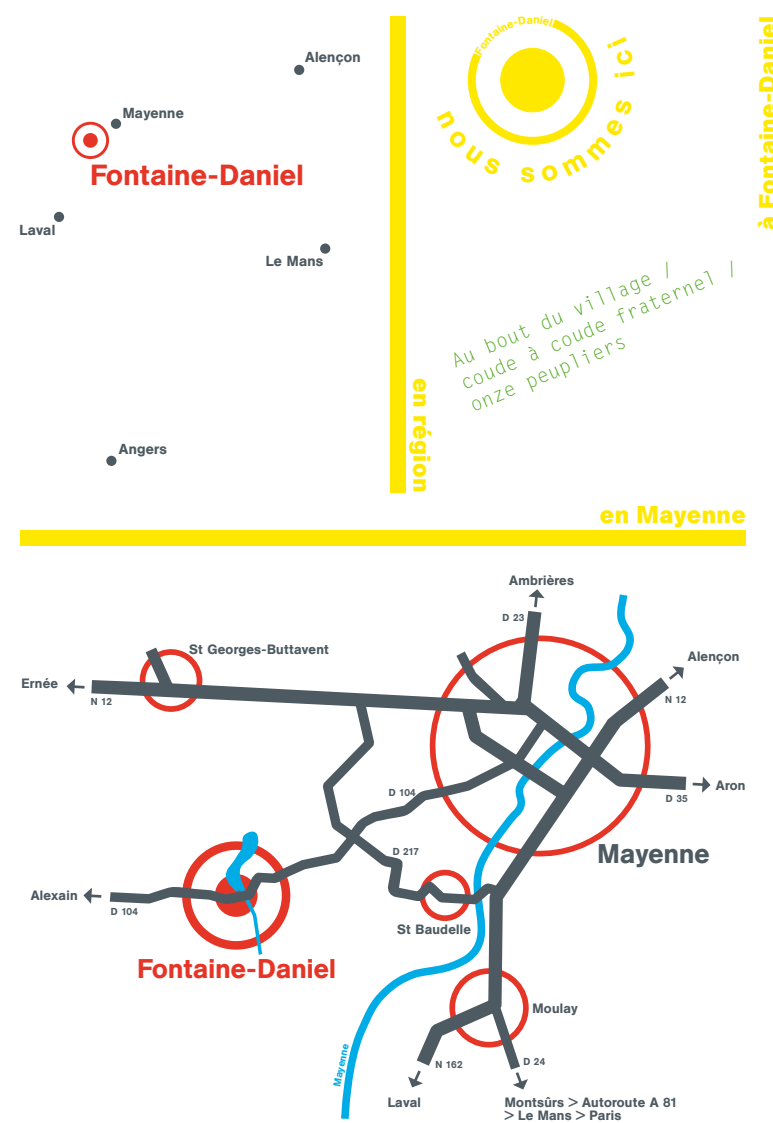 Alençon
Mayenne
Fontaine-Daniel
Laval
Le Mans
Angers
en région
Fontaine-Daniel
nous sommes ici
à Fontaine-Daniel
Au bout du village /
coude à coude fraternel /
onze peupliers
en Mayenne
Ambrières
D 23
St Georges-Buttavent
Alençon
Ernée
N 12
N 12
D 104
Aron
D 35
Mayenne
D 217
Alexain
D 104
St Baudelle
Fontaine-Daniel
Moulay
Mayenne
N 162
D 24
Laval
Montsûrs > Autoroute A 81
> Le Mans > Paris